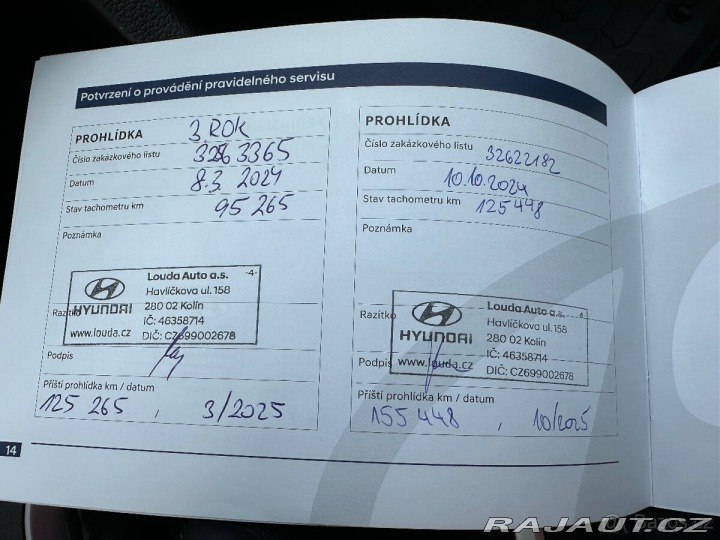 Potvrzení o provádění pravidelného servisu
PROHLÍDKA 3. ROK
Číslo zakázkového listu
Datum 8.3. 2024
Stav tachometru km 95 265
Poznámka
Razítko
HYUNDAI
www.louda.cz
Louda Auto a.s. -4-
Havlíčkova ul. 158
280 02 Kolín
IČ: 46358714
DIČ: CZ699002678
Podpis
Příští prohlídka km / datum
125 265, 3/2025
PROHLÍDKA
Číslo zakázkového listu 32622182
Datum 10.10.2024
Stav tachometru km 125 448
Poznámka
Razítko
HYUNDAI
www.louda.cz
Louda Auto a.s. -4-
Havlíčkova ul. 158
280 02 Kolín
IČ: 46358714
DIČ: CZ699002678
Podpis
Příští prohlídka km / datum
155 448, 10/2025
14
RAJAUT.CZ